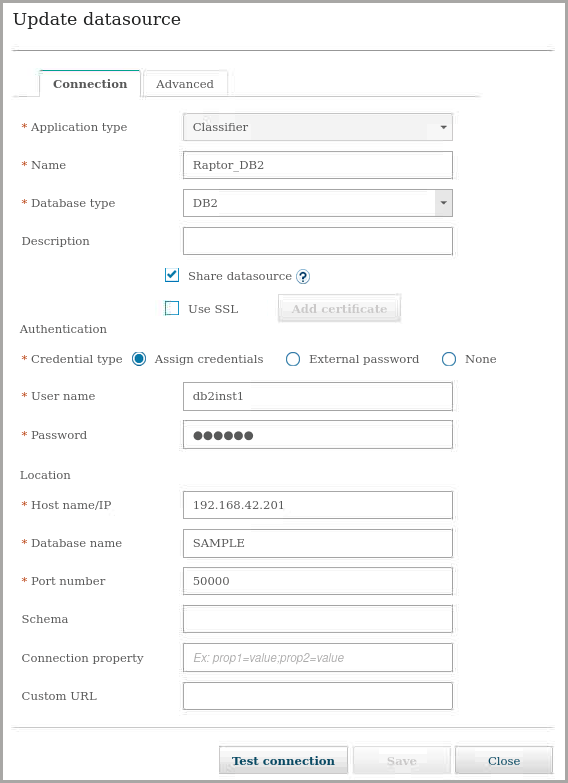 Update datasource
Connection Advanced
* Application type Classifier
* Name Raptor_DB2
* Database type DB2
Description
Share datasource ?
Use SSL Add certificate
Authentication
* Credential type Assign credentials External password None
* User name db2inst1
* Password ●●●●●●
Location
* Host name/IP 192.168.42.201
* Database name SAMPLE
* Port number 50000
Schema
Connection property Ex: prop1=value;prop2=value
Custom URL
Test connection Save Close